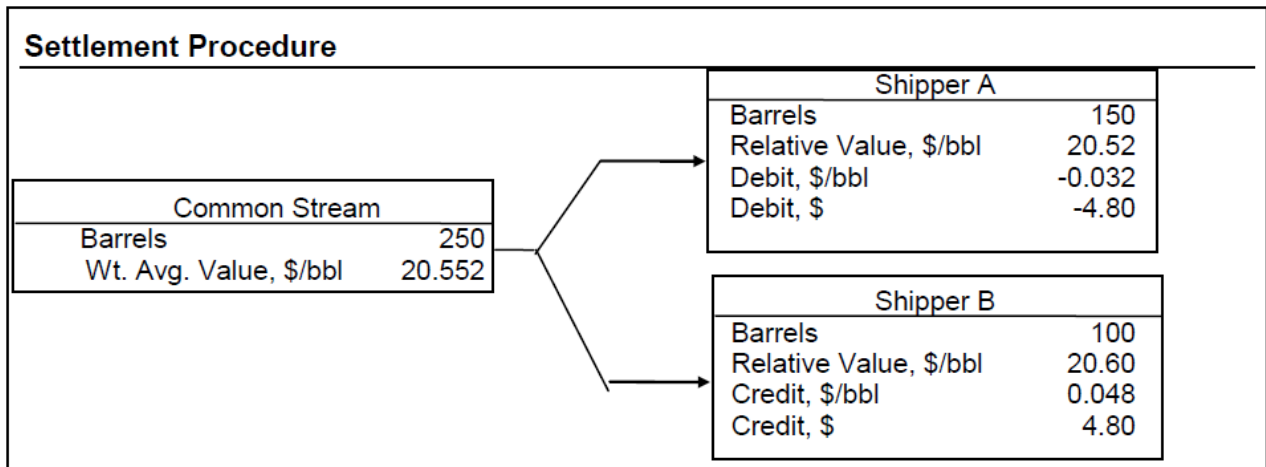 Settlement Procedure
Common Stream
Barrels 250
Wt. Avg. Value, $/bbl 20.552
Shipper A
Barrels 150
Relative Value, $/bbl 20.52
Debit, $/bbl -0.032
Debit, $ -4.80
Shipper B
Barrels 100
Relative Value, $/bbl 20.60
Credit, $/bbl 0.048
Credit, $ 4.80